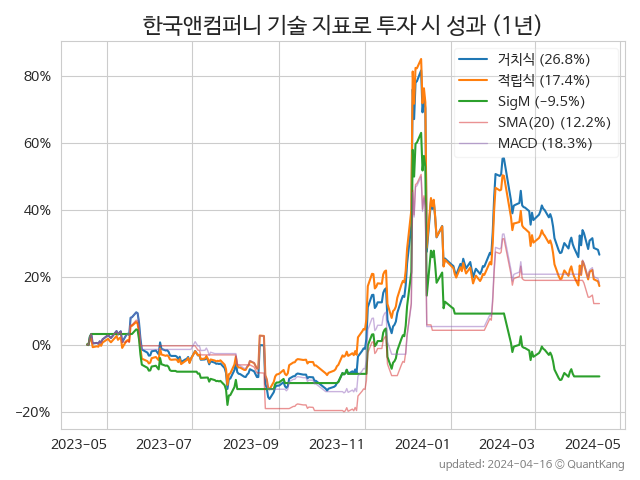 한국앤컴퍼니 기술 지표로 투자 시 성과 (1년)
거치식 (26.8%)
적립식 (17.4%)
SigM (−9.5%)
SMA(20) (12.2%)
MACD (18.3%)
80%
60%
40%
20%
0%
−20%
2023-05 2023-07 2023-09 2023-11 2024-01 2024-03 2024-05
updated: 2024-04-16 © QuantKang